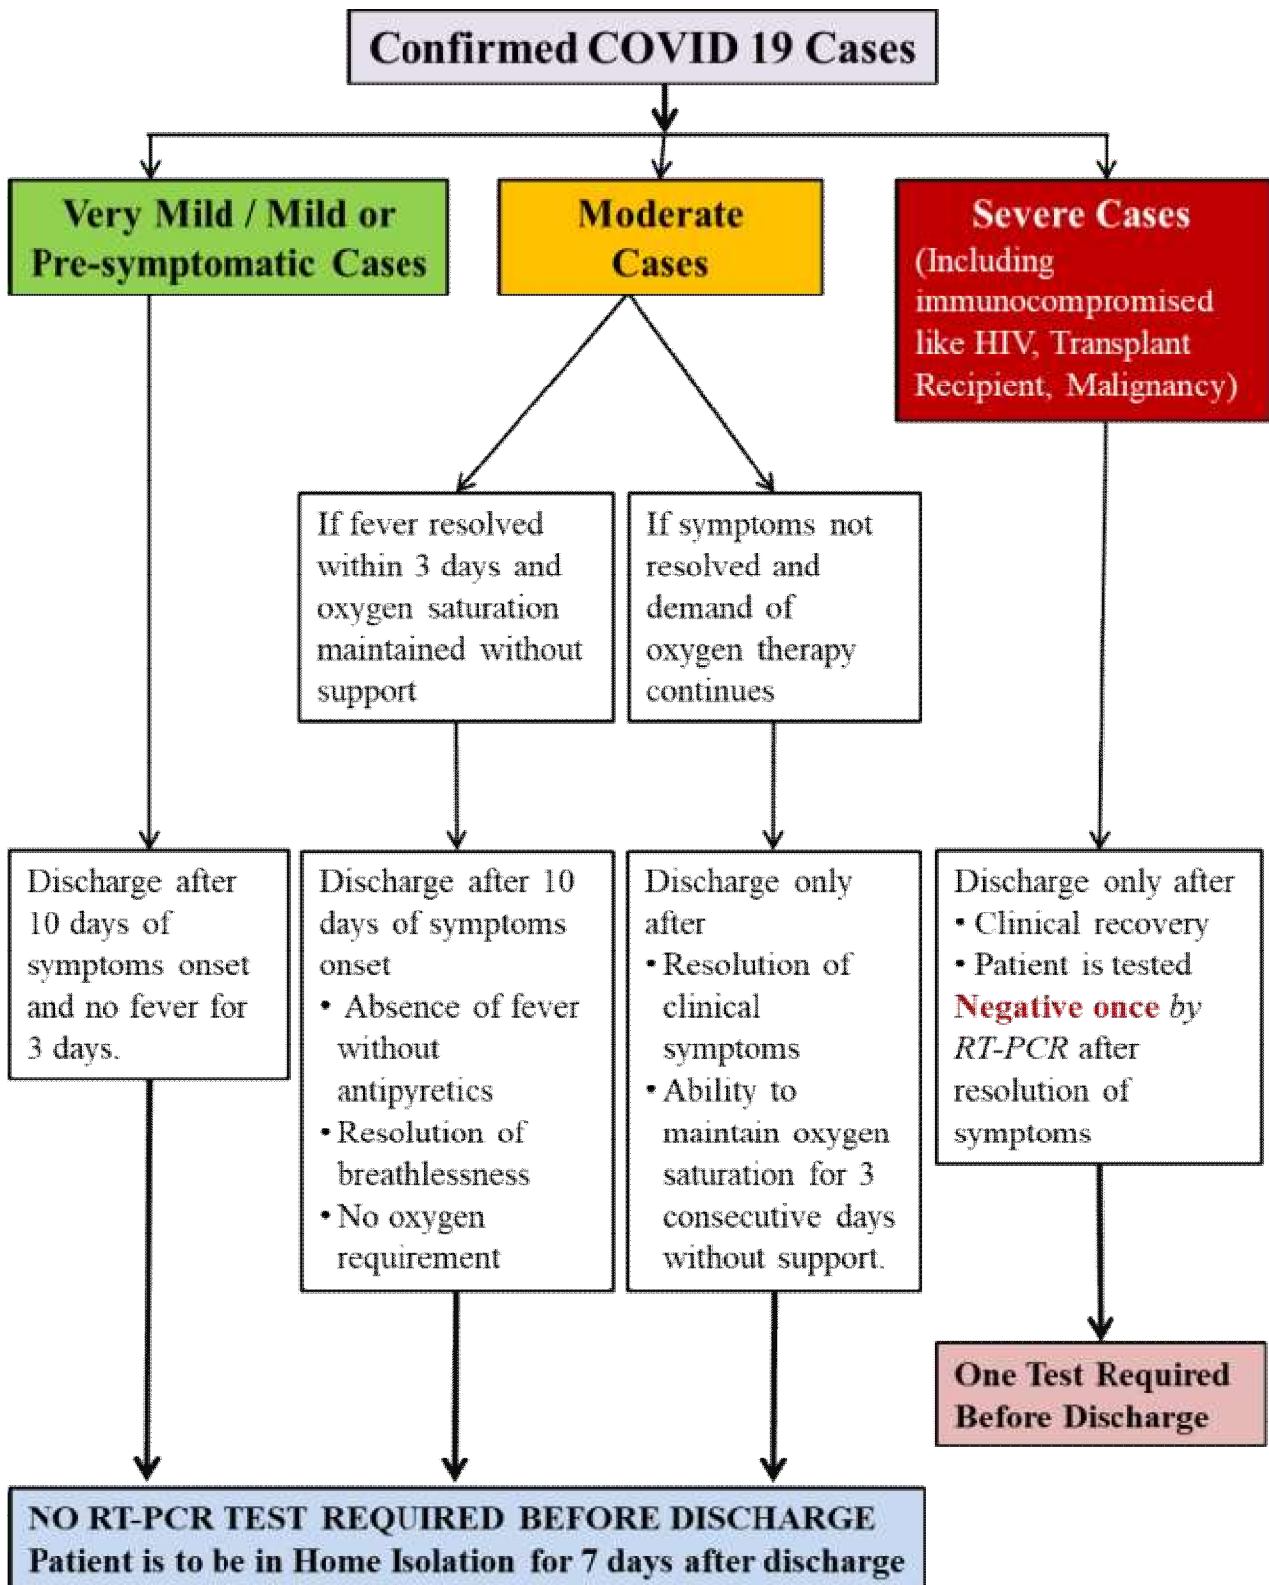 Confirmed COVID 19 Cases
Very Mild / Mild or
Pre-symptomatic Cases
Moderate
Cases
Severe Cases
(Including
immunocompromised
like HIV, Transplant
Recipient, Malignancy)
If fever resolved
within 3 days and
oxygen saturation
maintained without
support
If symptoms not
resolved and
demand of
oxygen therapy
continues
Discharge after
10 days of
symptoms onset
and no fever for
3 days.
Discharge after 10
days of symptoms
onset
• Absence of fever
without
antipyretics
• Resolution of
breathlessness
• No oxygen
requirement
Discharge only
after
• Resolution of
clinical
symptoms
• Ability to
maintain oxygen
saturation for 3
consecutive days
without support.
Discharge only after
• Clinical recovery
• Patient is tested
Negative once by
RT-PCR after
resolution of
symptoms
One Test Required
Before Discharge
NO RT-PCR TEST REQUIRED BEFORE DISCHARGE
Patient is to be in Home Isolation for 7 days after discharge